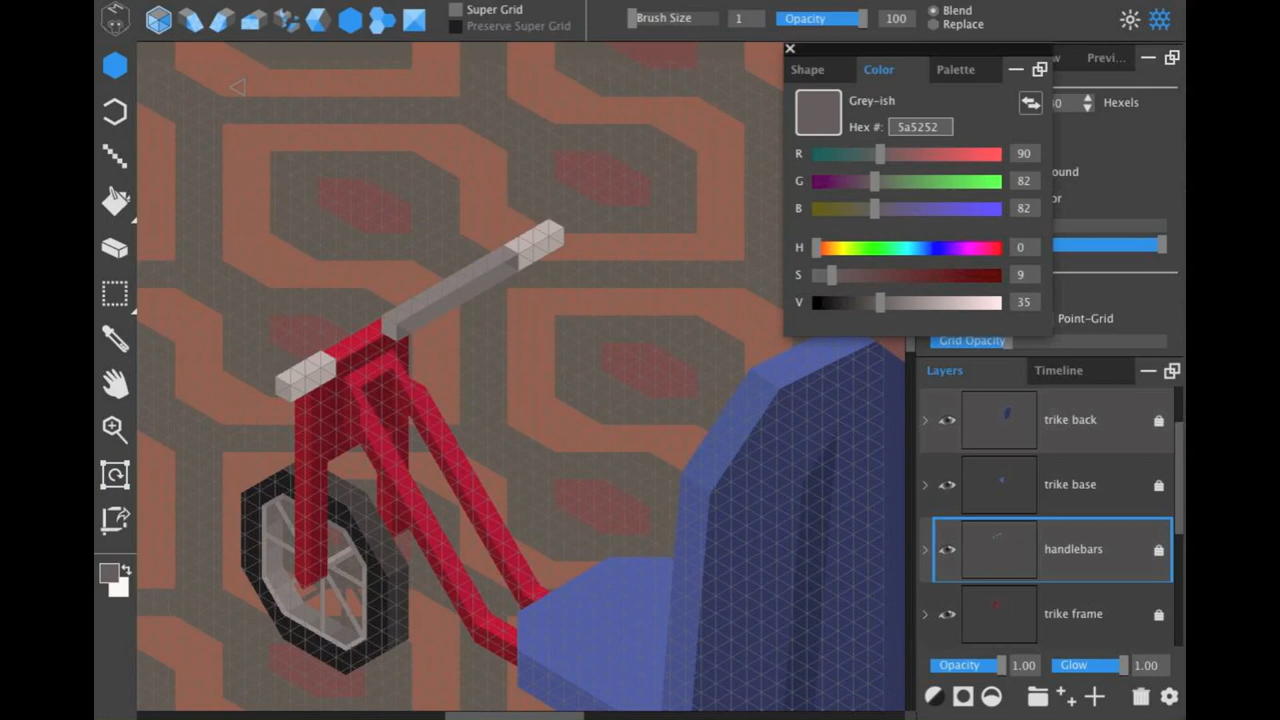 Super Grid
Preserve Super Grid
Brush Size 1
Opacity 100
Blend
Replace
Shape Color Palette
Grey-ish
Hex #: 5a5252
R 90
G 82
B 82
H 0
S 9
V 35
w Previ...
0 Hexels
ound
or
Point-Grid
Grid Opacity
Layers Timeline
trike back
trike base
handlebars
trike frame
Opacity 1.00 Glow 1.00